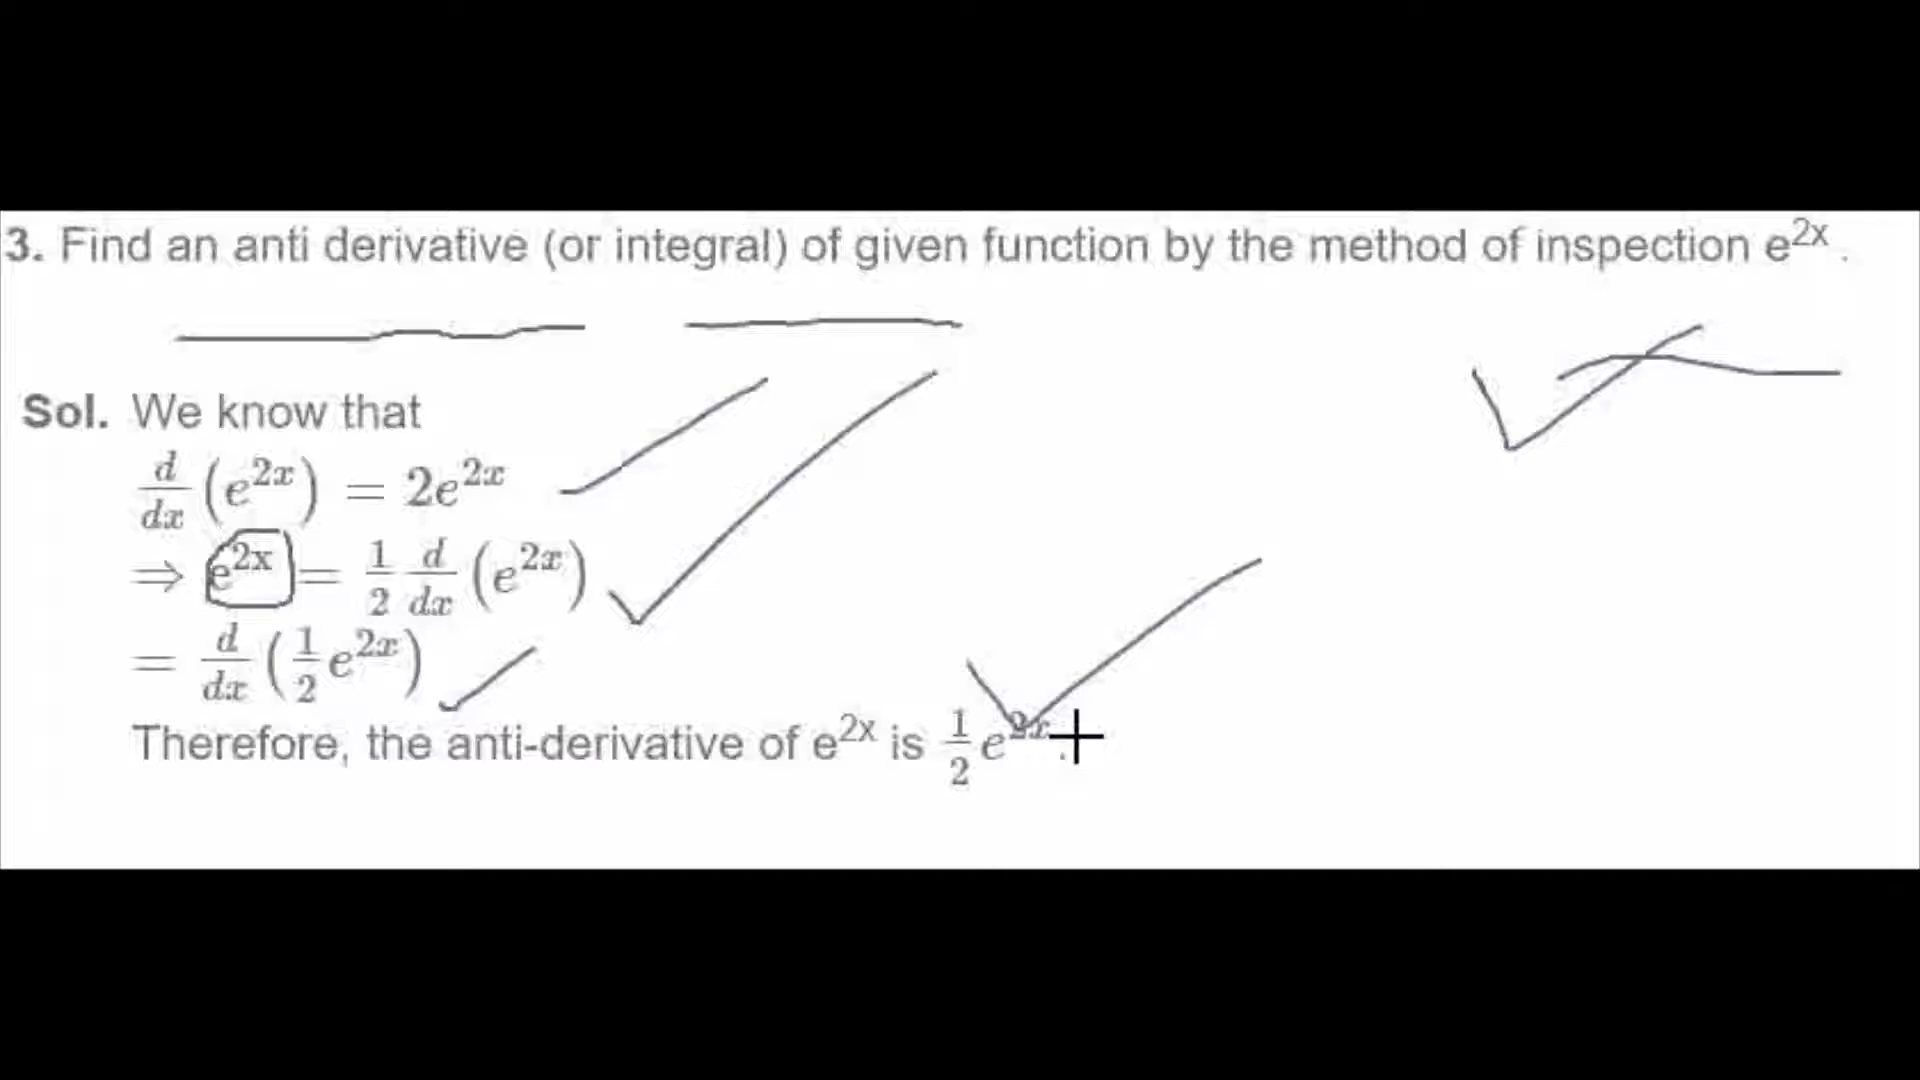 3. Find an anti derivative (or integral) of given function by the method of inspection e^2x .
Sol. We know that
d/dx (e^2x) = 2e^2x
⇒ e^2x = 1/2 d/dx (e^2x)
= d/dx (1/2 e^2x)
Therefore, the anti-derivative of e^2x is 1/2 e^2x .